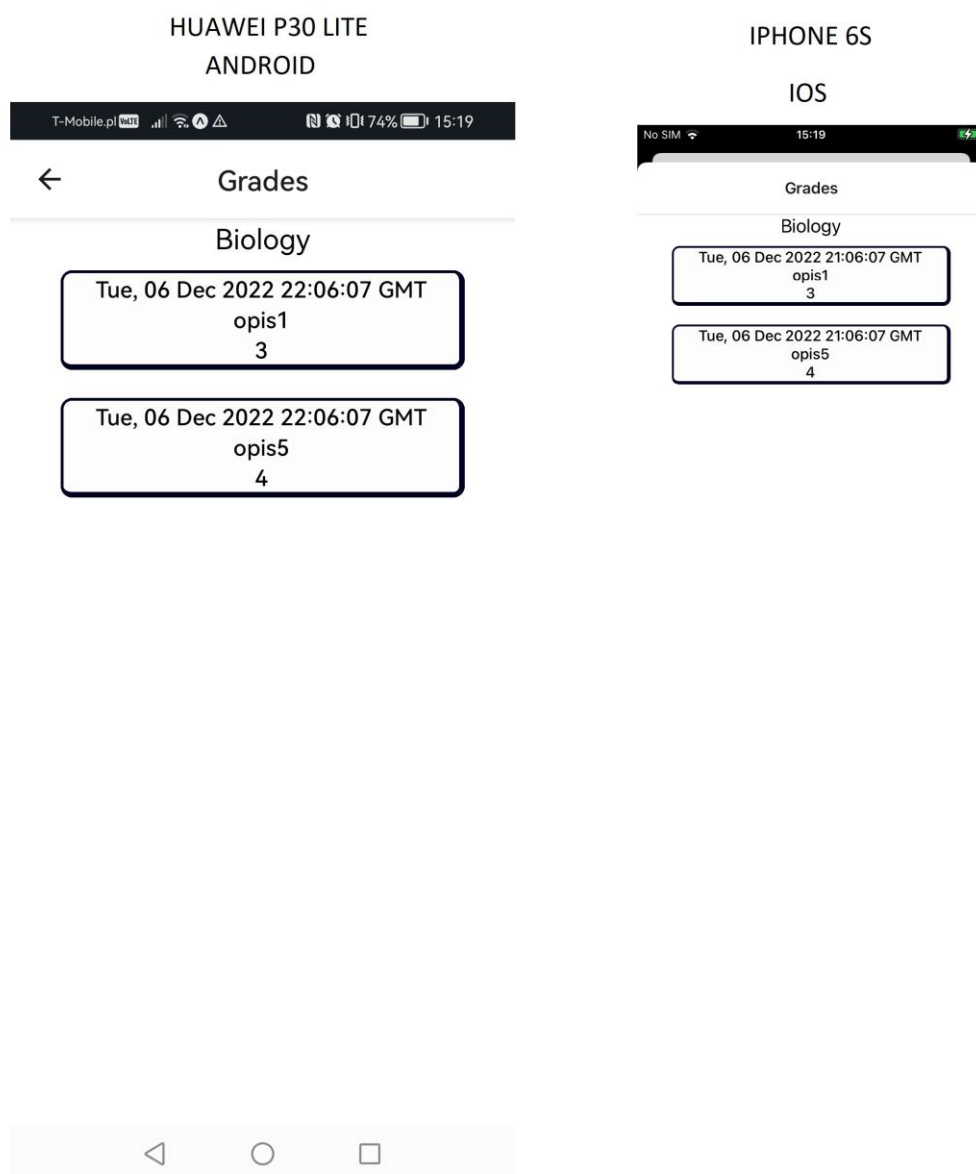 HUAWEI P30 LITE
ANDROID
T-Mobile.pl VoLTE 74% 15:19
Grades
Biology
Tue, 06 Dec 2022 22:06:07 GMT
opis1
3
Tue, 06 Dec 2022 22:06:07 GMT
opis5
4
IPHONE 6S
IOS
No SIM 15:19
Grades
Biology
Tue, 06 Dec 2022 21:06:07 GMT
opis1
3
Tue, 06 Dec 2022 21:06:07 GMT
opis5
4